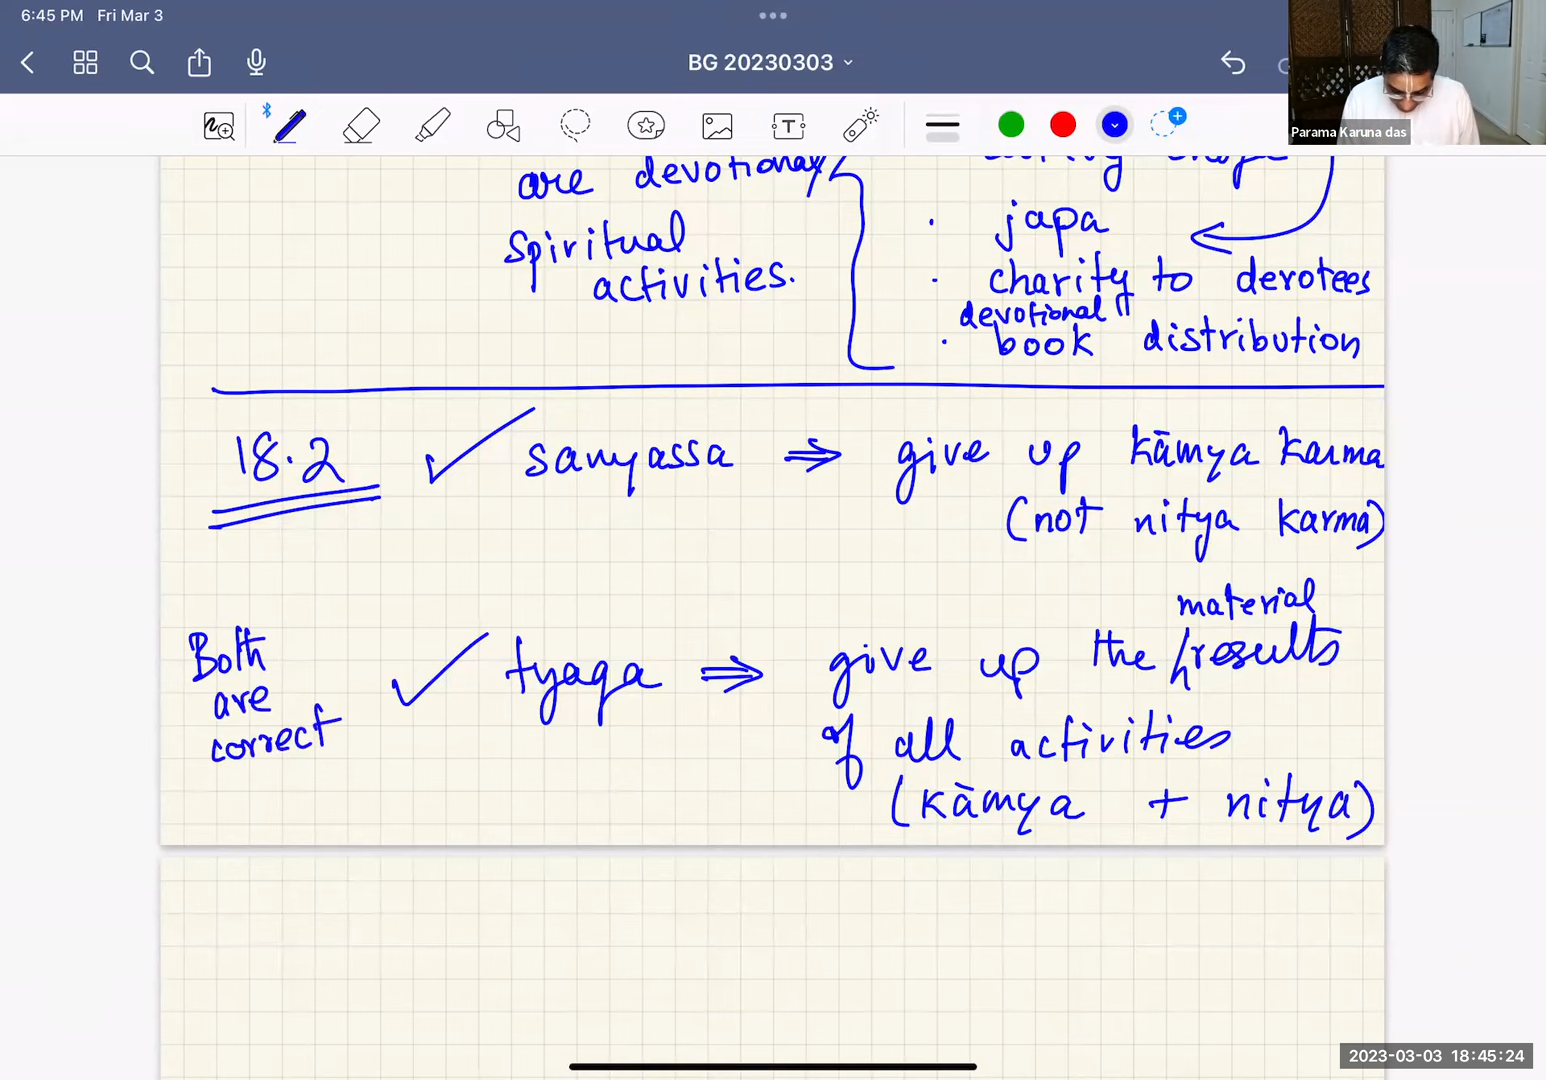 6:45 PM Fri Mar 3
BG 20230303
Parama Karuna das
are devotional/
spiritual
activities.
· japa
· charity to devotees
devotional
· book distribution
18.2 ✓ sanyassa ⇒ give up kāmya karma
(not nitya karma)
material
Both
are
correct
✓ tyaga ⇒ give up the results
of all activities
(kāmya + nitya)
2023-03-03 18:45:24